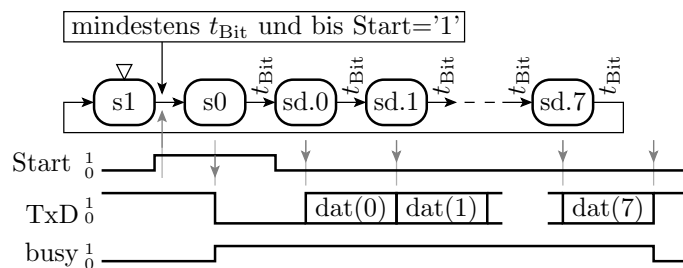 mindestens t_Bit und bis Start='1'
t_Bit t_Bit t_Bit t_Bit t_Bit
s1 s0 sd.0 sd.1 sd.7
Start 1 0
TxD 1 0 dat(0) dat(1) dat(7)
busy 1 0